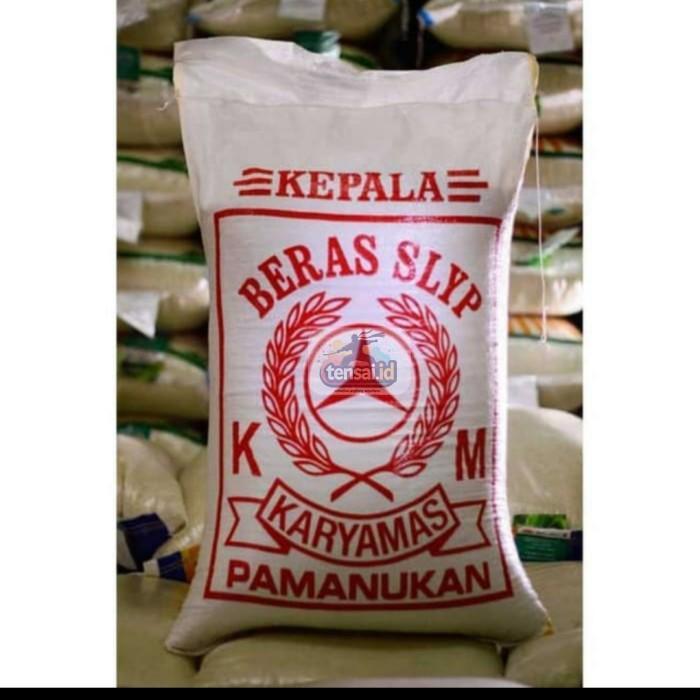 KEPALA
BERAS SLYP
tensai.id
K M
KARYAMAS
PAMANUKAN